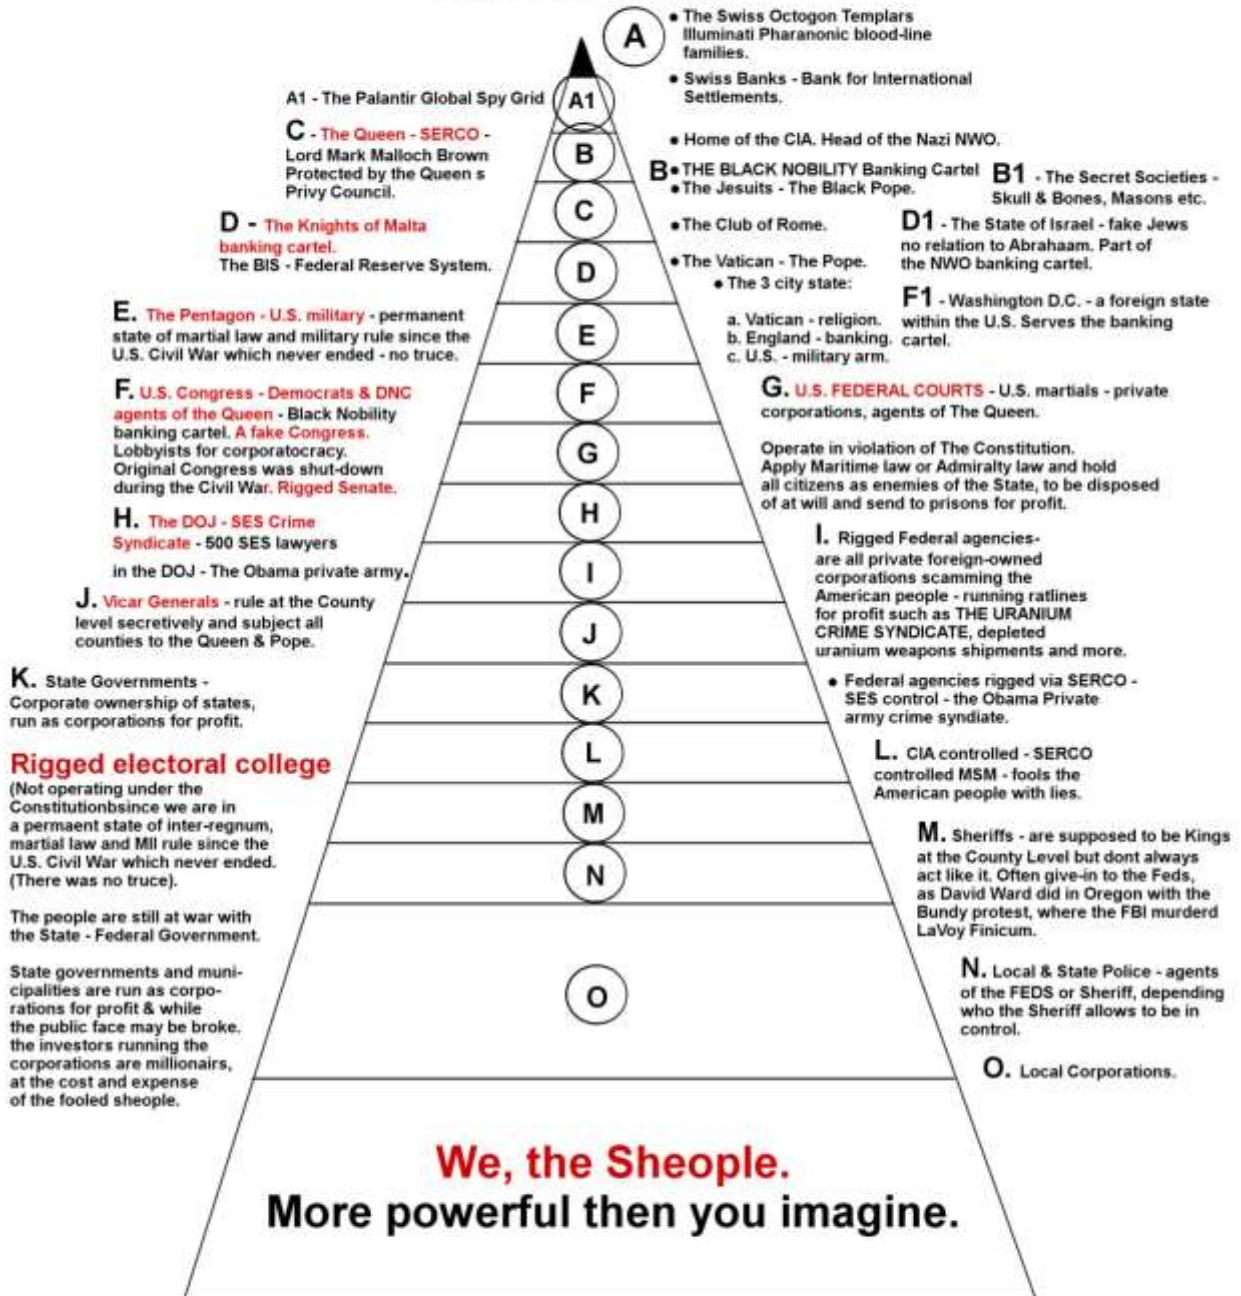 A
• The Swiss Octogon Templars
Illuminati Pharanonic blood-line
families.
• Swiss Banks - Bank for International
Settlements.
A1 - The Palantir Global Spy Grid
A1
C - The Queen - SERCO -
Lord Mark Malloch Brown
Protected by the Queen s
Privy Council.
• Home of the CIA. Head of the Nazi NWO.
B
B • THE BLACK NOBILITY Banking Cartel
• The Jesuits - The Black Pope.
B1 - The Secret Societies -
Skull & Bones, Masons etc.
C
D - The Knights of Malta
banking cartel.
The BIS - Federal Reserve System.
• The Club of Rome.
D1 - The State of Israel - fake Jews
no relation to Abrahaam. Part of
the NWO banking cartel.
D
• The Vatican - The Pope.
• The 3 city state:
a. Vatican - religion.
b. England - banking.
c. U.S. - military arm.
F1 - Washington D.C. - a foreign state
within the U.S. Serves the banking
cartel.
E. The Pentagon - U.S. military - permanent
state of martial law and military rule since the
U.S. Civil War which never ended - no truce.
E
F. U.S. Congress - Democrats & DNC
agents of the Queen - Black Nobility
banking cartel. A fake Congress.
Lobbyists for corporatocracy.
Original Congress was shut-down
during the Civil War. Rigged Senate.
F
G. U.S. FEDERAL COURTS - U.S. martials - private
corporations, agents of The Queen.
Operate in violation of The Constitution.
Apply Maritime law or Admiralty law and hold
all citizens as enemies of the State, to be disposed
of at will and send to prisons for profit.
G
H. The DOJ - SES Crime
Syndicate - 500 SES lawyers
in the DOJ - The Obama private army.
H
I. Rigged Federal agencies-
are all private foreign-owned
corporations scamming the
American people - running ratlines
for profit such as THE URANIUM
CRIME SYNDICATE, depleted
uranium weapons shipments and more.
• Federal agencies rigged via SERCO -
SES control - the Obama Private
army crime syndiate.
I
J. Vicar Generals - rule at the County
level secretively and subject all
counties to the Queen & Pope.
J
K. State Governments -
Corporate ownership of states,
run as corporations for profit.
K
Rigged electoral college
(Not operating under the
Constitutionbsince we are in
a permaent state of inter-regnum,
martial law and MIl rule since the
U.S. Civil War which never ended.
(There was no truce).
The people are still at war with
the State - Federal Government.
State governments and muni-
cipalities are run as corpo-
rations for profit & while
the public face may be broke.
the investors running the
corporations are millionairs,
at the cost and expense
of the fooled sheople.
L
L. CIA controlled - SERCO
controlled MSM - fools the
American people with lies.
M
M. Sheriffs - are supposed to be Kings
at the County Level but dont always
act like it. Often give-in to the Feds,
as David Ward did in Oregon with the
Bundy protest, where the FBI murderd
LaVoy Finicum.
N
N. Local & State Police - agents
of the FEDS or Sheriff, depending
who the Sheriff allows to be in
control.
O
O. Local Corporations.
We, the Sheople.
More powerful then you imagine.